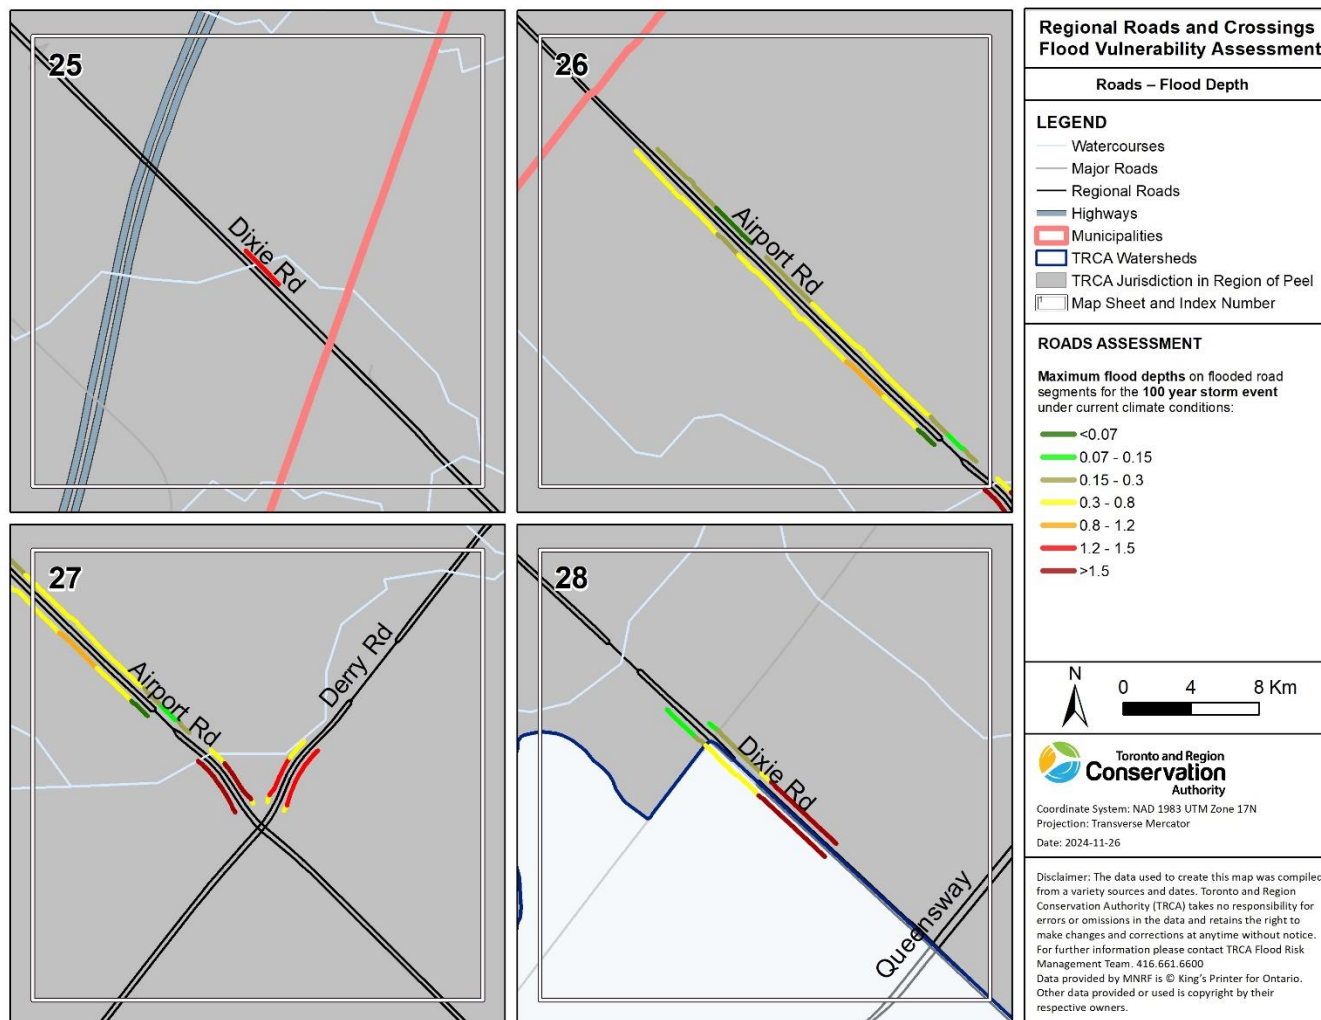 25
Dixie Rd
26
Airport Rd
27
Airport Rd
Derry Rd
28
Dixie Rd
Queensway
Regional Roads and Crossings
Flood Vulnerability Assessment
Roads – Flood Depth
LEGEND
Watercourses
Major Roads
Regional Roads
Highways
Municipalities
TRCA Watersheds
TRCA Jurisdiction in Region of Peel
Map Sheet and Index Number
ROADS ASSESSMENT
Maximum flood depths on flooded road
segments for the 100 year storm event
under current climate conditions:
<0.07
0.07 - 0.15
0.15 - 0.3
0.3 - 0.8
0.8 - 1.2
1.2 - 1.5
>1.5
N
0 4 8 Km
Toronto and Region
Conservation
Authority
Coordinate System: NAD 1983 UTM Zone 17N
Projection: Transverse Mercator
Date: 2024-11-26
Disclaimer: The data used to create this map was compiled
from a variety sources and dates. Toronto and Region
Conservation Authority (TRCA) takes no responsibility for
errors or omissions in the data and retains the right to
make changes and corrections at anytime without notice.
For further information please contact TRCA Flood Risk
Management Team. 416.661.6600
Data provided by MNRF is © King's Printer for Ontario.
Other data provided or used is copyright by their
respective owners.